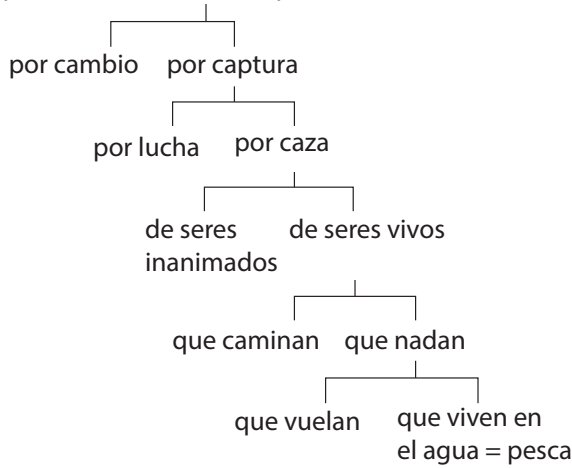 por cambio por captura
por lucha por caza
de seres de seres vivos
inanimados
que caminan que nadan
que vuelan que viven en
el agua = pesca